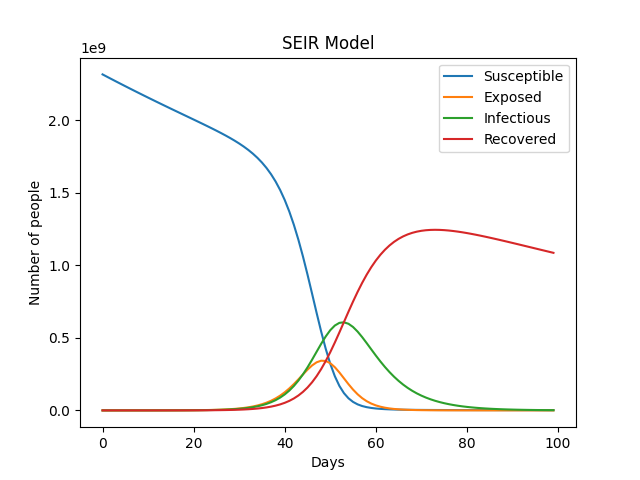 SEIR Model
1e9
Susceptible
Exposed
Infectious
Recovered
2.0
1.5
1.0
0.5
0.0
Number of people
0 20 40 60 80 100
Days